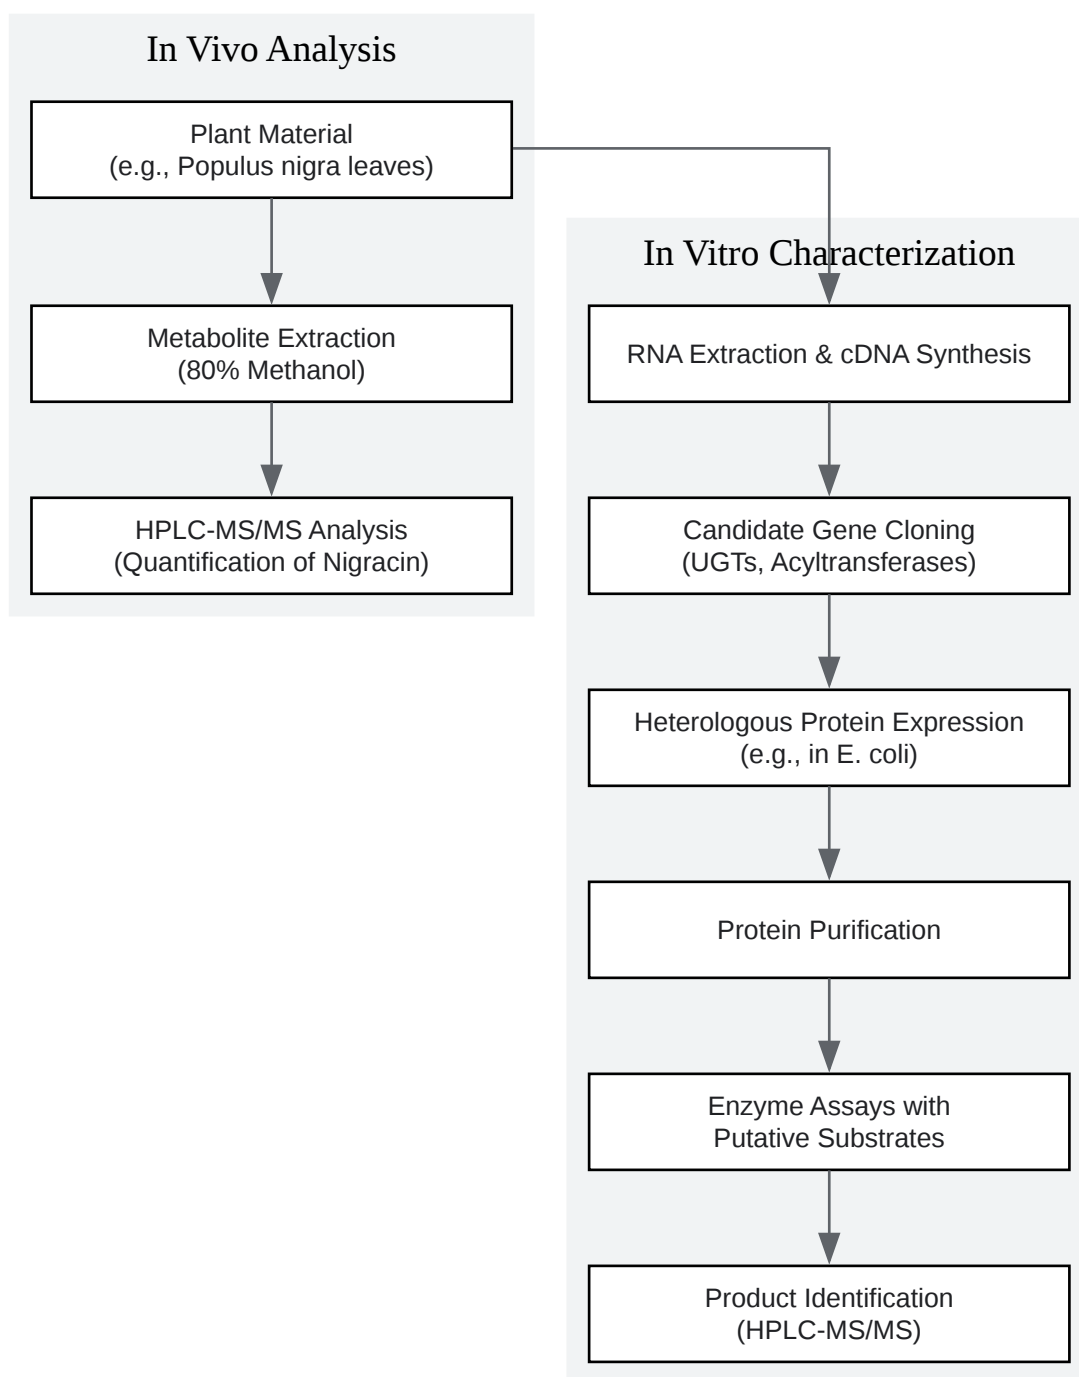 In Vivo Analysis
Plant Material
(e.g., Populus nigra leaves)
Metabolite Extraction
(80% Methanol)
HPLC-MS/MS Analysis
(Quantification of Nigracin)
In Vitro Characterization
RNA Extraction & cDNA Synthesis
Candidate Gene Cloning
(UGTs, Acyltransferases)
Heterologous Protein Expression
(e.g., in E. coli)
Protein Purification
Enzyme Assays with
Putative Substrates
Product Identification
(HPLC-MS/MS)